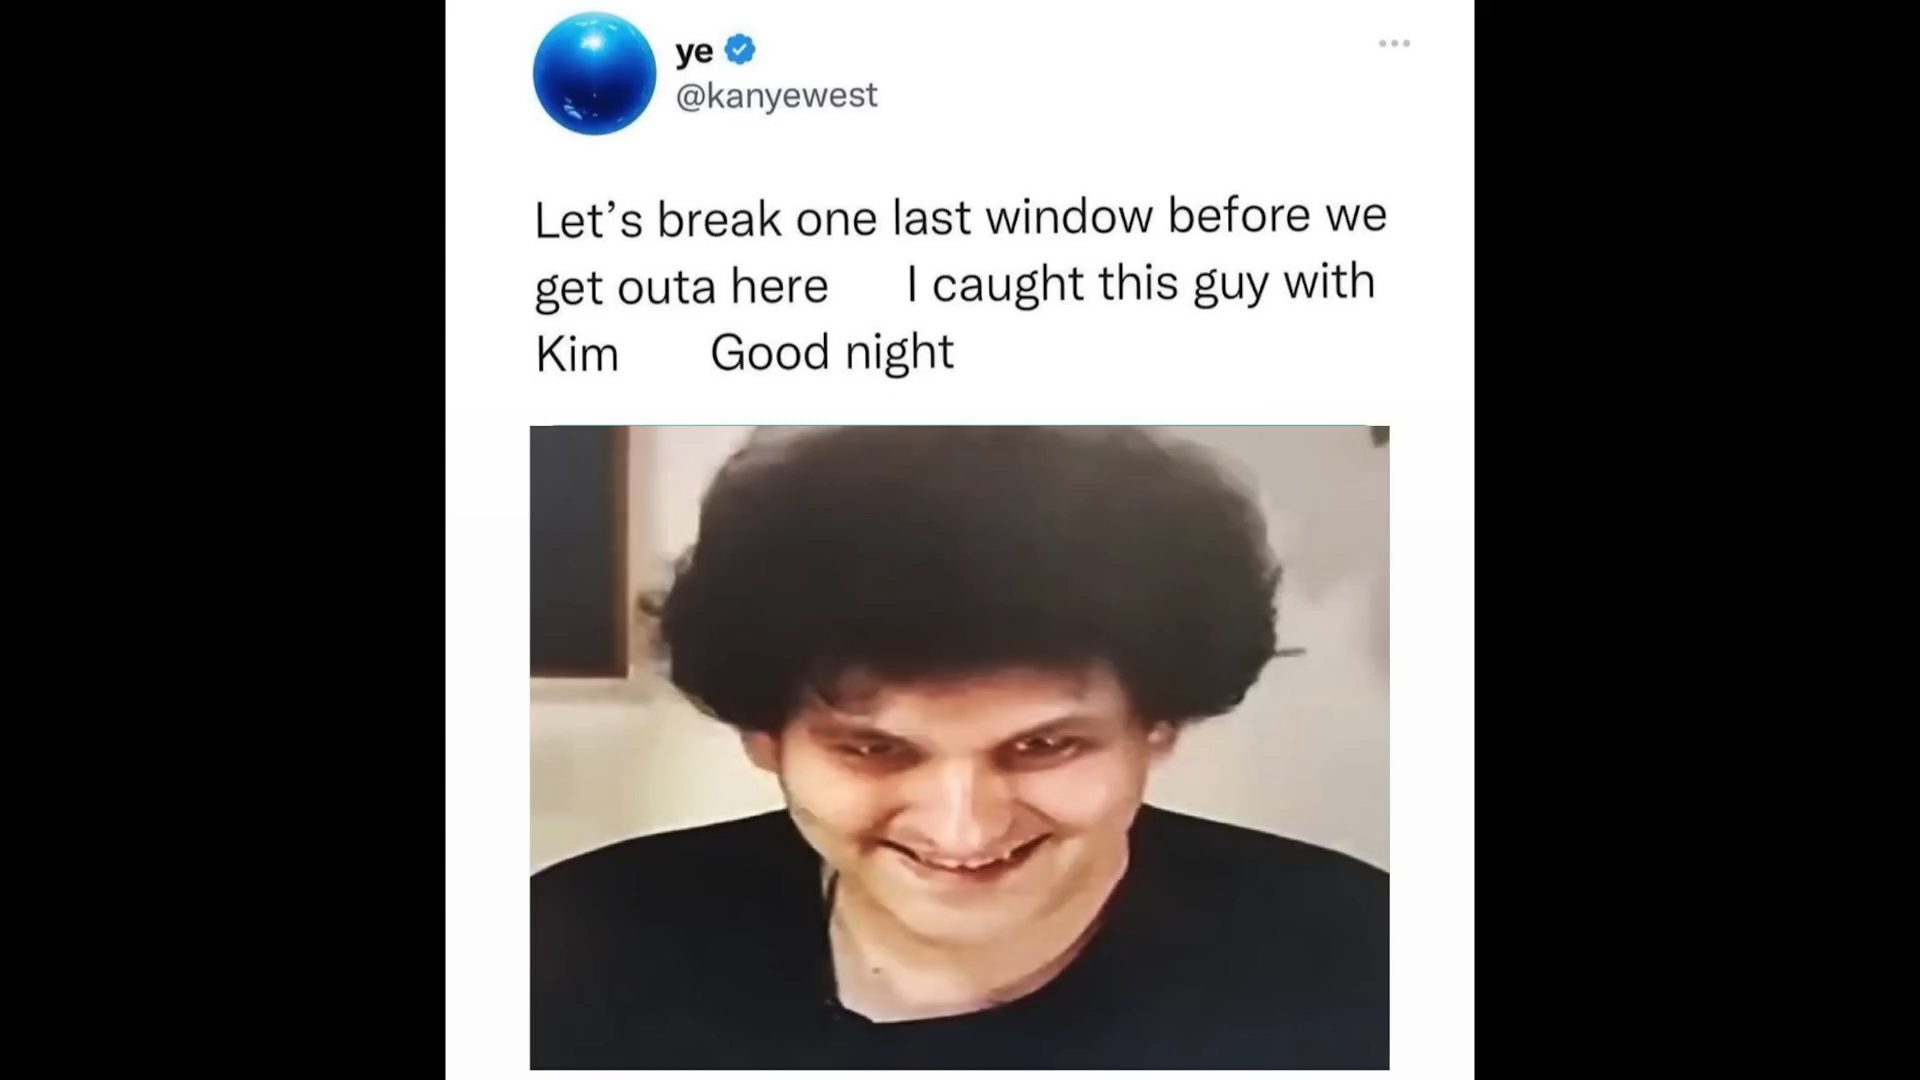 ye
@kanyewest
Let’s break one last window before we
get outa here I caught this guy with
Kim Good night